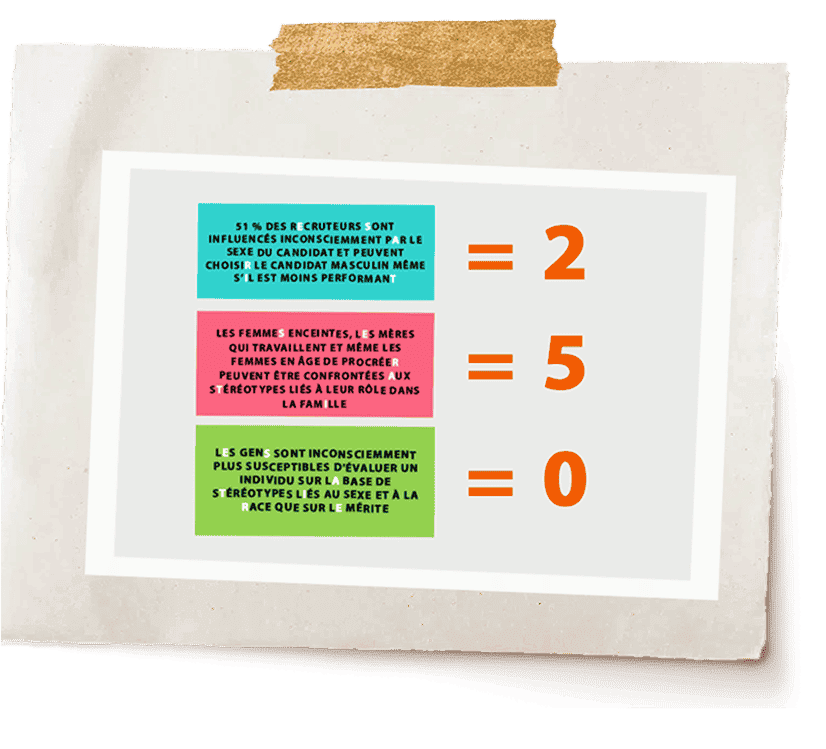 51 % DES RECRUTEURS SONT
INFLUENCÉS INCONSCIEMMENT PAR LE
SEXE DU CANDIDAT ET PEUVENT
CHOISIR LE CANDIDAT MASCULIN MÊME
S'IL EST MOINS PERFORMANT
= 2
LES FEMMES ENCEINTES, LES MÈRES
QUI TRAVAILLENT ET MÊME LES
FEMMES EN ÂGE DE PROCRÉER
PEUVENT ÊTRE CONFRONTÉES AUX
STÉRÉOTYPES LIÉS À LEUR RÔLE DANS
LA FAMILLE
= 5
LES GENS SONT INCONSCIEMMENT
PLUS SUSCEPTIBLES D'ÉVALUER UN
INDIVIDU SUR LA BASE DE
STÉRÉOTYPES LIÉS AU SEXE ET À LA
RACE QUE SUR LE MÉRITE
= 0